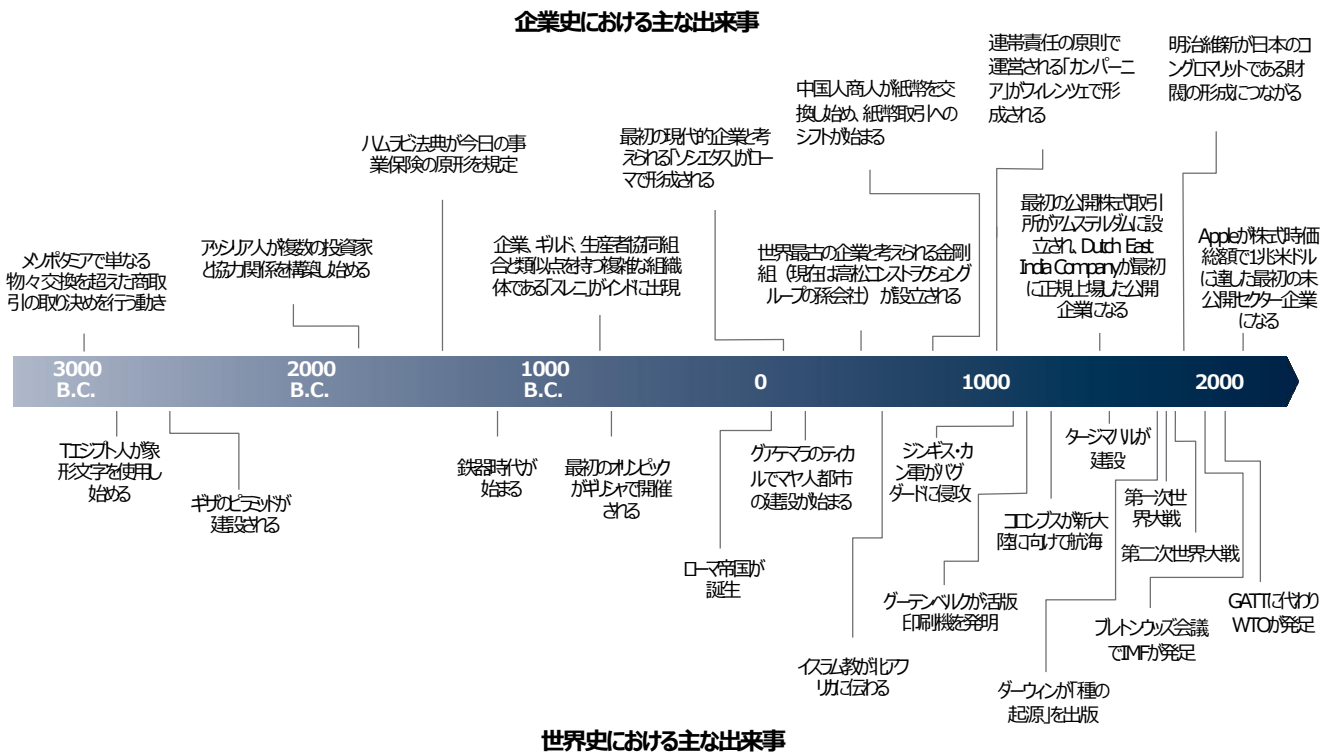 企業史における主な出来事
連帯責任の原則で
運営される「カンパーニ
ア」がフィレンツェで形
成される
明治維新が日本のコ
ングロマリットである財
閥の形成につながる
中国人商人が紙幣を交
換し始め、紙幣取引への
シフトが始まる
最初の現代的企業と考
えられる「ソシエタス」がロー
マで形成される
ハムラビ法典が今日の事
業保険の原形を規定
メソポタミアで単なる
物々交換を超えた商取
引の取り決めを行う動き
アッシリア人が複数の投資家
と協力関係を構築し始める
企業、ギルド、生産者協同組
合と類似点を持つ複雑な組織
体である「スレニ」がインドに出現
世界最古の企業と考えられる金剛
組（現在は高松コンストラクショング
ループの孫会社）が設立される
最初の公開株式取引
所がアムステルダムに設
立され、Dutch East
India Companyが最初
に正規上場した公開
企業になる
Appleが株式時価
総額で1兆米ドル
に達した最初の未
公開セクター企業
になる
3000
B.C.
2000
B.C.
1000
B.C.
0
1000
2000
Tエジプト人が象
形文字を使用し
始める
ギザのピラミッドが
建設される
鉄器時代が
始まる
最初のオリンピック
がギリシャで開催
される
ローマ帝国が
誕生
グアテマラのティカ
ルでマヤ人都市
の建設が始まる
イスラム教が北アフ
リカに伝わる
ジンギス・カ
ン軍がバグ
ダードに侵攻
グーテンベルクが活版
印刷機を発明
コロンブスが新大
陸に向けて航海
タージマハルが
建設
ダーウィンが「種の
起源」を出版
第一次世
界大戦
第二次世界大戦
ブレトンウッズ会議
でIMFが発足
GATTに代わり
WTOが発足
世界史における主な出来事